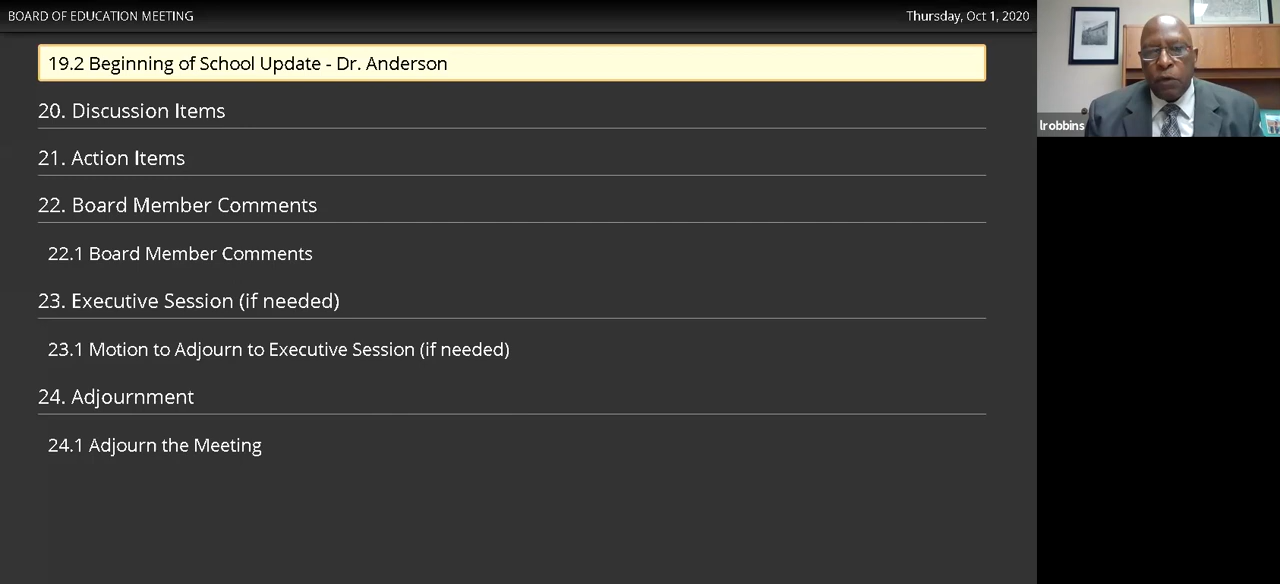 BOARD OF EDUCATION MEETING
Thursday, Oct 1, 2020
19.2 Beginning of School Update - Dr. Anderson
20. Discussion Items
21. Action Items
22. Board Member Comments
22.1 Board Member Comments
23. Executive Session (if needed)
23.1 Motion to Adjourn to Executive Session (if needed)
24. Adjournment
24.1 Adjourn the Meeting
lrobbins